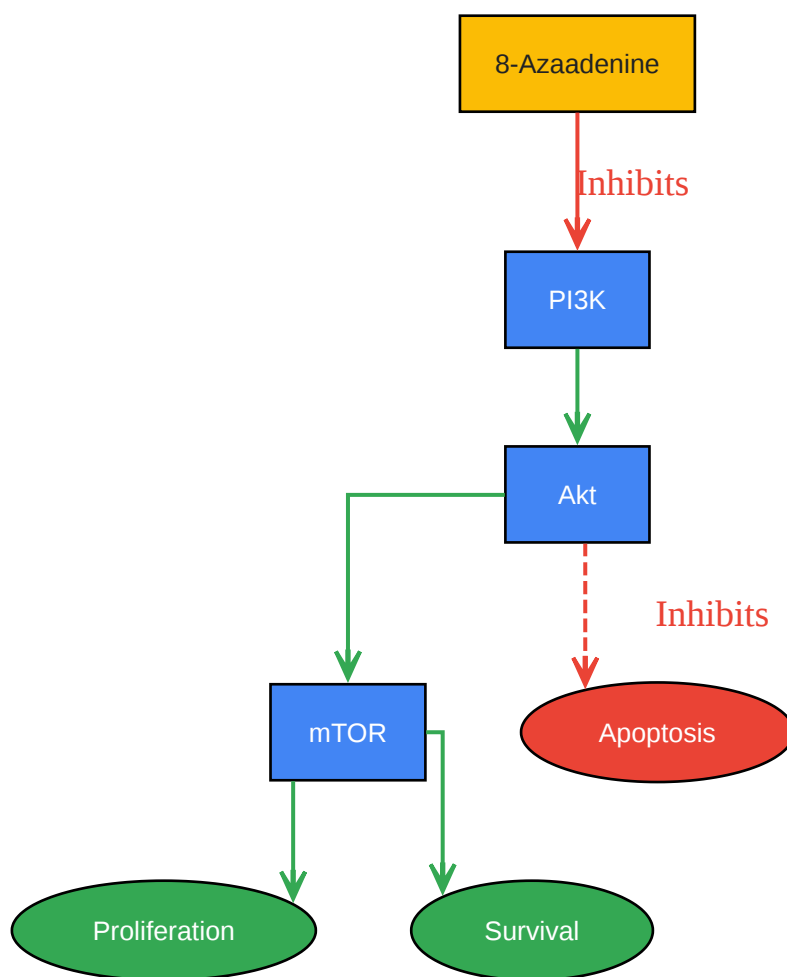 8-Azaadenine
Inhibits
PI3K
Akt
Inhibits
mTOR
Apoptosis
Proliferation
Survival